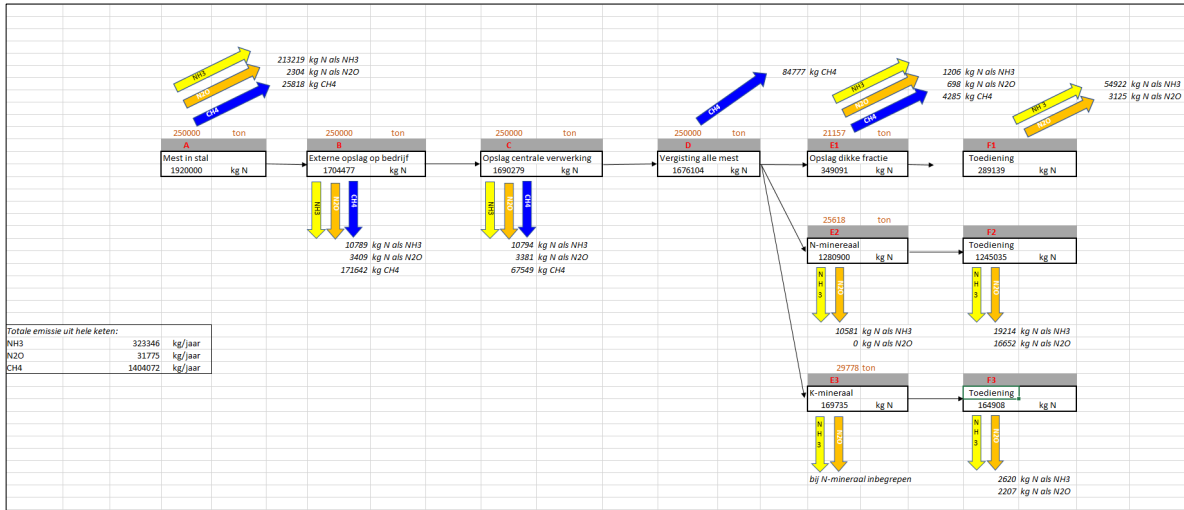 213219 kg N als NH3
2304 kg N als N2O
25818 kg CH4
NH3
N2O
CH4
84777 kg CH4
CH4
1206 kg N als NH3
698 kg N als N2O
4285 kg CH4
NH3
N2O
CH4
54922 kg N als NH3
3125 kg N als N2O
NH 3
N2O
250000 ton
250000 ton
250000 ton
250000 ton
21157 ton
A B C D E1 F1
Mest in stal
1920000 kg N
Externe opslag op bedrijf
1704477 kg N
Opslag centrale verwerking
1690279 kg N
Vergisting alle mest
1676104 kg N
Opslag dikke fractie
349091 kg N
Toediening
289139
NH3
N2O
CH4
10789 kg N als NH3
3409 kg N als N2O
171642 kg CH4
NH3
N2O
CH4
10794 kg N als NH3
3381 kg N als N2O
67549 kg CH4
25618 ton
E2 F2
N-mineraal
1280900 kg N
Toediening
1245035 kg N
NH3
N2O
NH3
N2O
10581 kg N als NH3
0 kg N als N2O
19214 kg N als NH3
16652 kg N als N2O
Totale emissie uit hele keten:
NH3 323346 kg/jaar
N2O 31775 kg/jaar
CH4 1404072 kg/jaar
29778 ton
E3 F3
K-mineraal
169735 kg N
Toediening
164908 kg N
NH3
N2O
NH3
N2O
bij N-mineraal inbegrepen
2620 kg N als NH3
2207 kg N als N2O